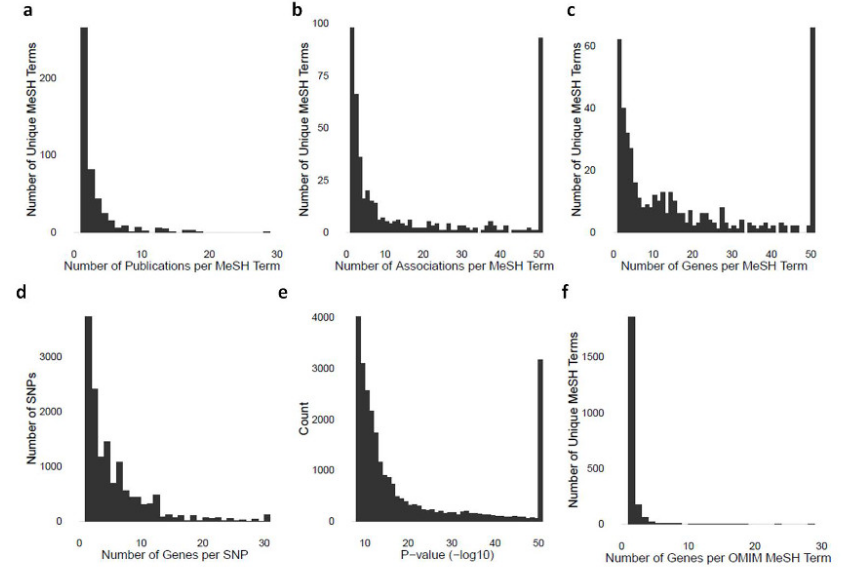 a
Number of Unique MeSH Terms
200
100
0
0 10 20 30
Number of Publications per MeSH Term
b
Number of Unique MeSH Terms
100
75
50
25
0
0 10 20 30 40 50
Number of Associations per MeSH Term
c
Number of Unique MeSH Terms
60
40
20
0
0 10 20 30 40 50
Number of Genes per MeSH Term
d
Number of SNPs
3000
2000
1000
0
0 10 20 30
Number of Genes per SNP
e
Count
4000
3000
2000
1000
0
10 20 30 40 50
P−value (−log10)
f
Number of Unique MeSH Terms
1500
1000
500
0
0 10 20 30
Number of Genes per OMIM MeSH Term